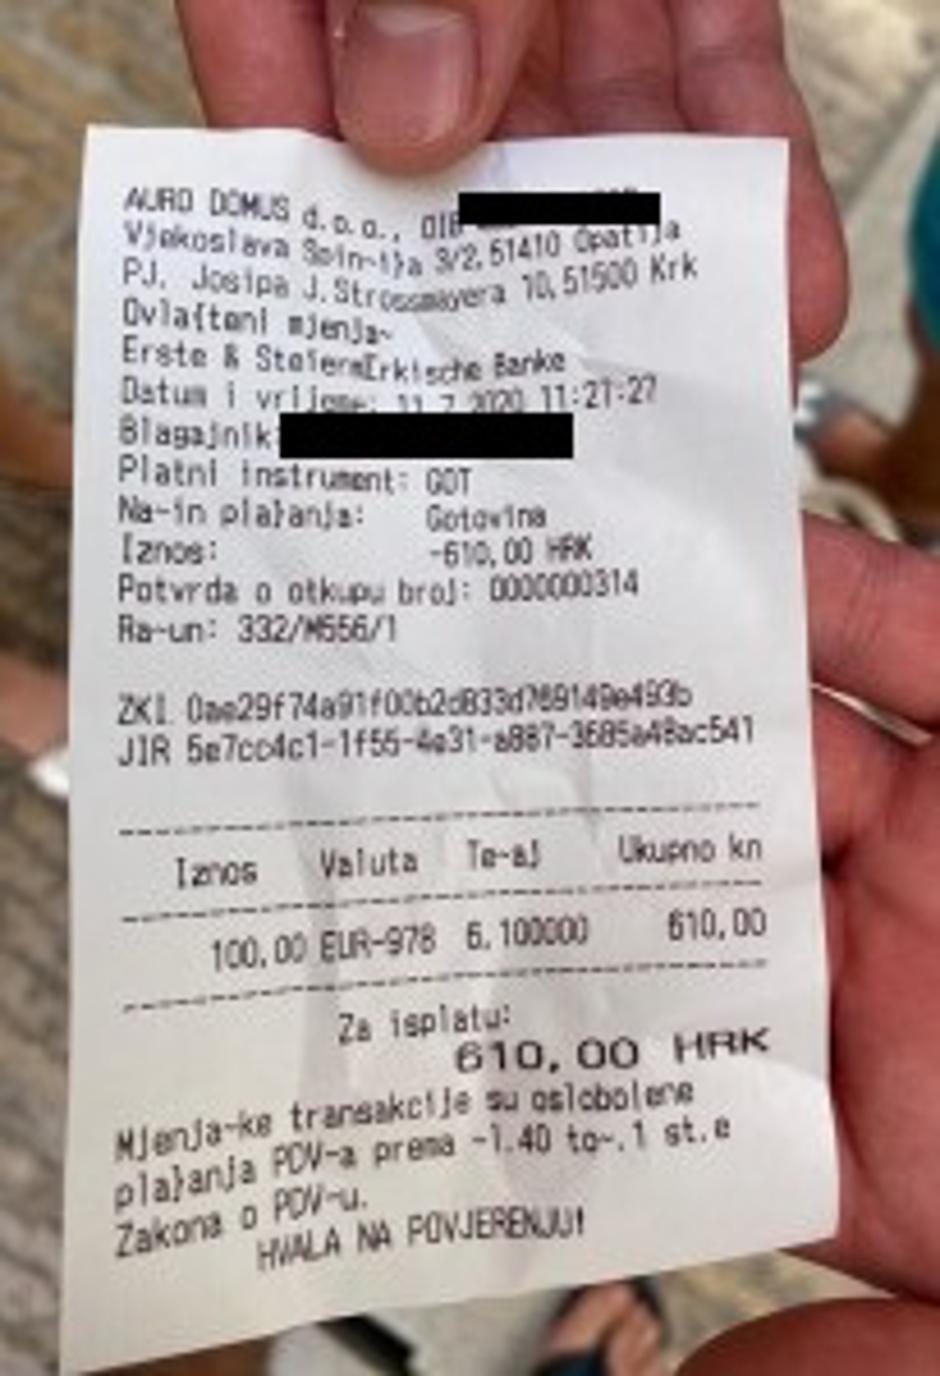 AURO DOMUS d.o.o., OIB
Vjekoslava Spin~i}a 3/2, 51410 Opatija
PJ. Josipa J.Strossmayera 10, 51500 Krk
Ovla{teni mjenja~
Erste & SteiermErkische Banke
Datum i vrijeme: 11.7.2020 11:21:27
Blagajnik:
Platni instrument: GOT
Na~in pla}anja: Gotovina
Iznos: -610,00 HRK
Potvrda o otkupu broj: 0000000314
Ra~un: 332/M556/1
ZKI 0ae29f74a91f00b2d833d769149e493b
JIR 5e7cc4c1-1f55-4e31-a887-3685a48ac541
Iznos Valuta Te~aj Ukupno kn
100,00 EUR-978 6.100000 610,00
Za isplatu:
610,00 HRK
Mjenja~ke transakcije su oslobo|ene
pla}anja PDV-a prema ~l.40 to~.1 st.e
Zakona o PDV-u.
HVALA NA POVJERENJU!